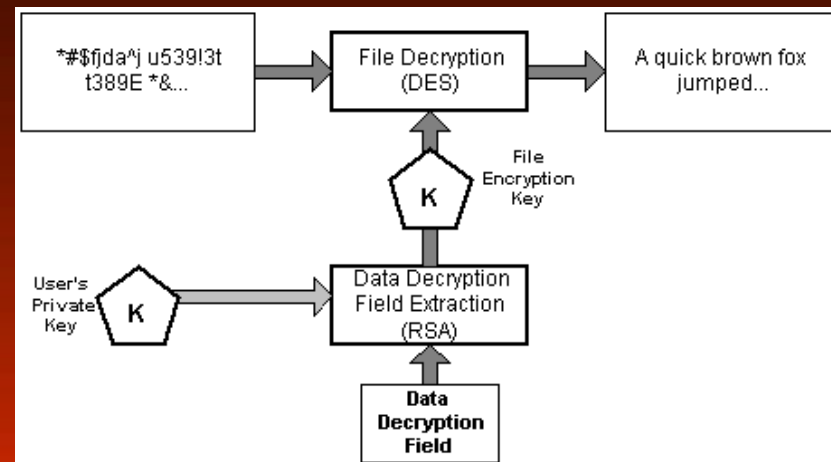 *#$fjda^j u539!3t
t389E *&...
File Decryption
(DES)
A quick brown fox
jumped...
K
File
Encryption
Key
User's
Private
Key
K
Data Decryption
Field Extraction
(RSA)
Data
Decryption
Field